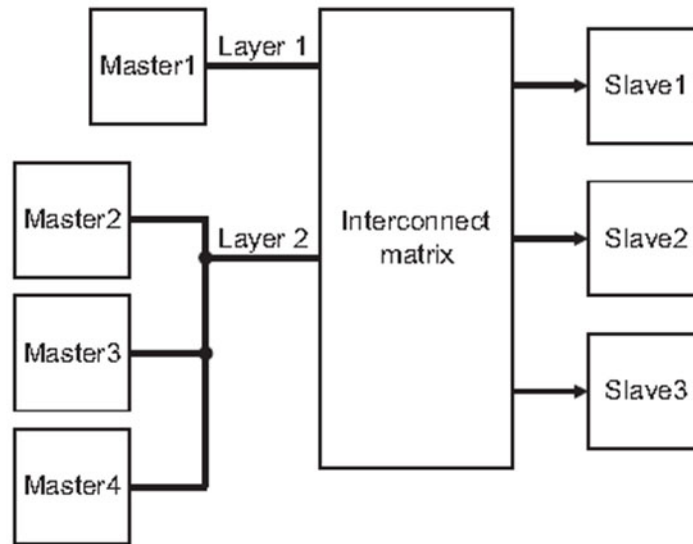 Layer 1
Master1
Slave1
Master2
Layer 2
Interconnect
matrix
Slave2
Master3
Slave3
Master4